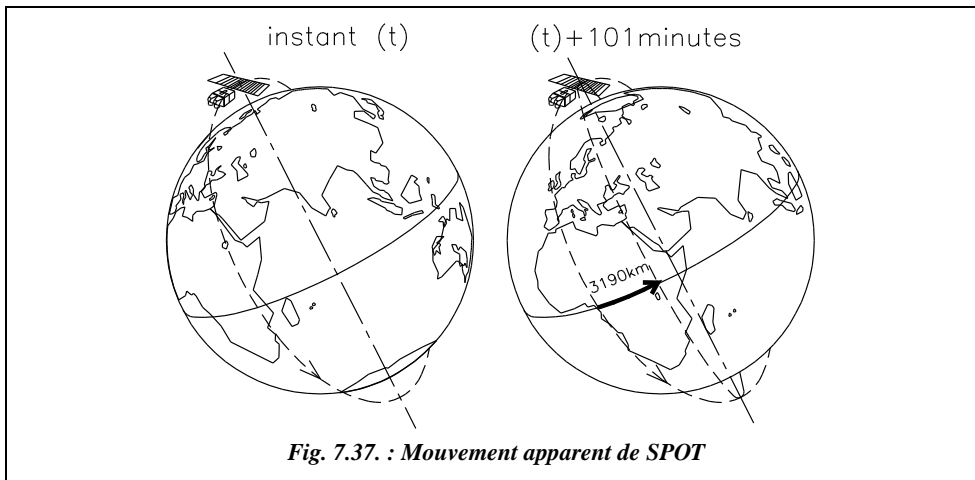 instant (t)
(t)+101minutes
3190km
Fig. 7.37. : Mouvement apparent de SPOT